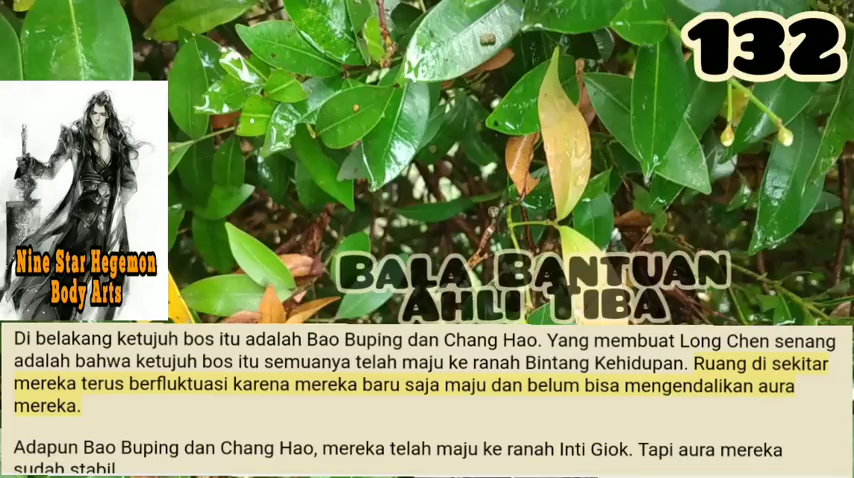 132
Nine Star Hegemon
Body Arts
Bala Bantuan
Ahli Tiba
Di belakang ketujuh bos itu adalah Bao Buping dan Chang Hao. Yang membuat Long Chen senang
adalah bahwa ketujuh bos itu semuanya telah maju ke ranah Bintang Kehidupan. Ruang di sekitar
mereka terus berfluktuasi karena mereka baru saja maju dan belum bisa mengendalikan aura
mereka.
Adapun Bao Buping dan Chang Hao, mereka telah maju ke ranah Inti Giok. Tapi aura mereka
sudah stabil